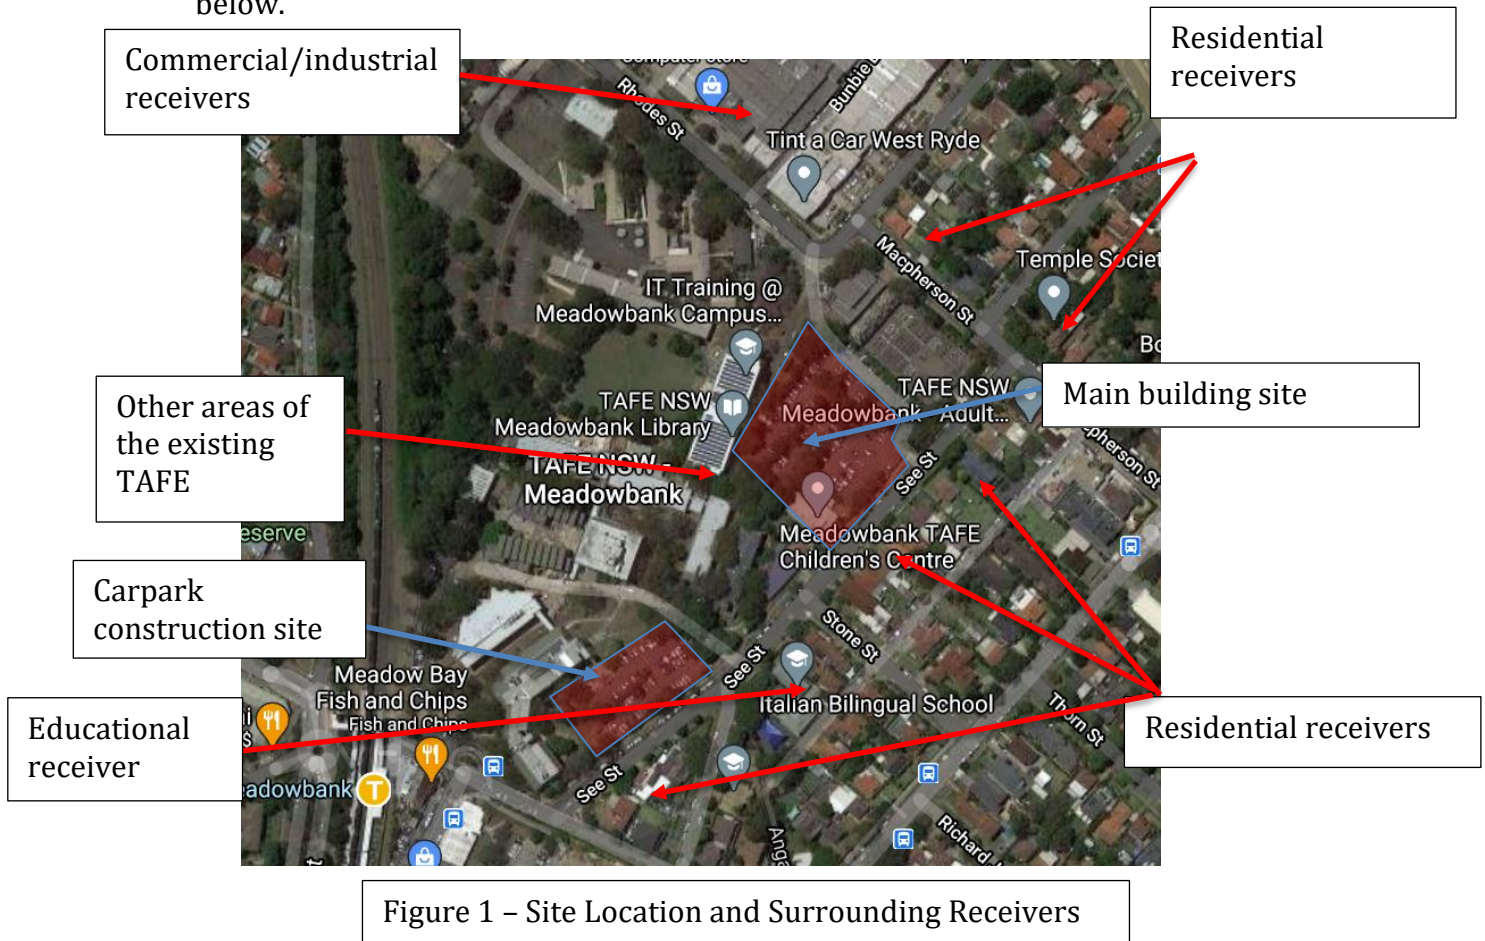 below.
Commercial/industrial
receivers
Residential
receivers
Computer Store
Rhodes St
Bunbie
Tint a Car West Ryde
Macpherson St
Temple Societ
IT Training @
Meadowbank Campus...
Bo
Other areas of
the existing
TAFE
TAFE NSW
Meadowbank Library
TAFE NSW -
Meadowbank
TAFE NSW
Meadowbank - Adult...
Main building site
pherson St
See St
eserve
Meadowbank TAFE
Children's Centre
Carpark
construction site
Stone St
See St
Meadow Bay
Fish and Chips
Fish and Chips
Italian Bilingual School
Thorn St
Educational
receiver
Residential receivers
eadowbank
T
See St
Anga
Richard
Figure 1 – Site Location and Surrounding Receivers